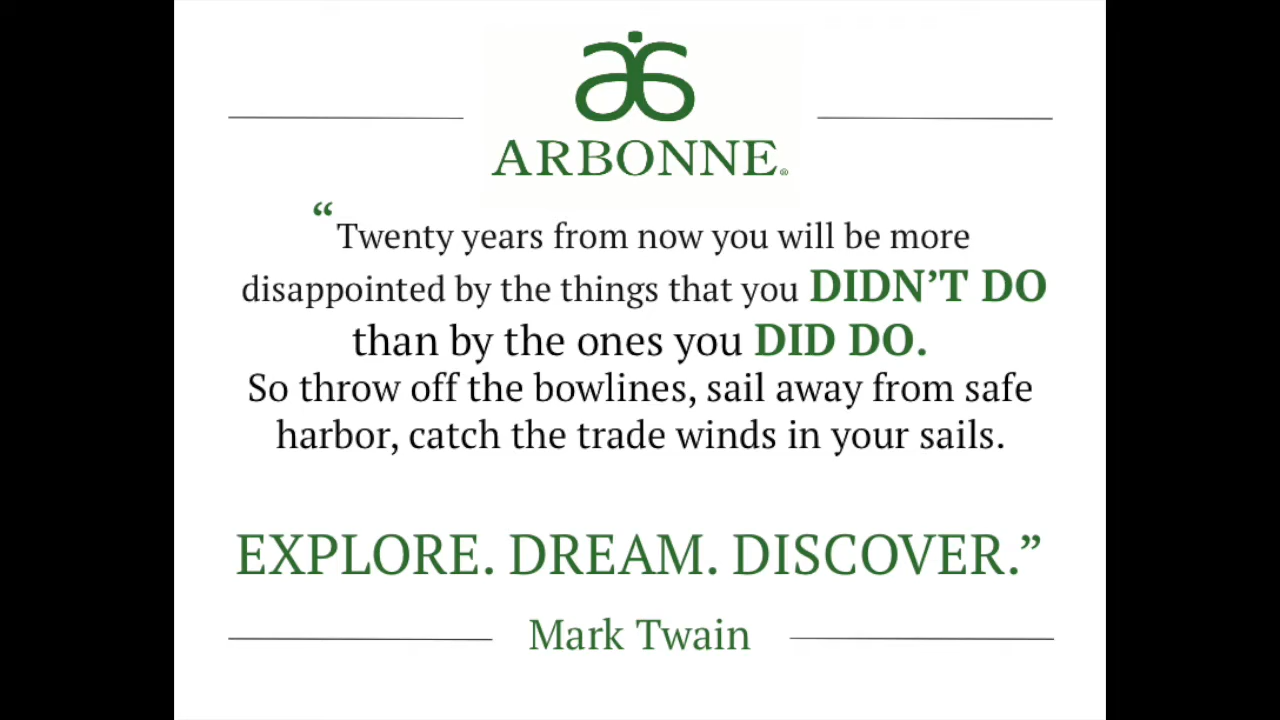 ARBONNE®
“Twenty years from now you will be more
disappointed by the things that you DIDN’T DO
than by the ones you DID DO.
So throw off the bowlines, sail away from safe
harbor, catch the trade winds in your sails.
EXPLORE. DREAM. DISCOVER.”
Mark Twain